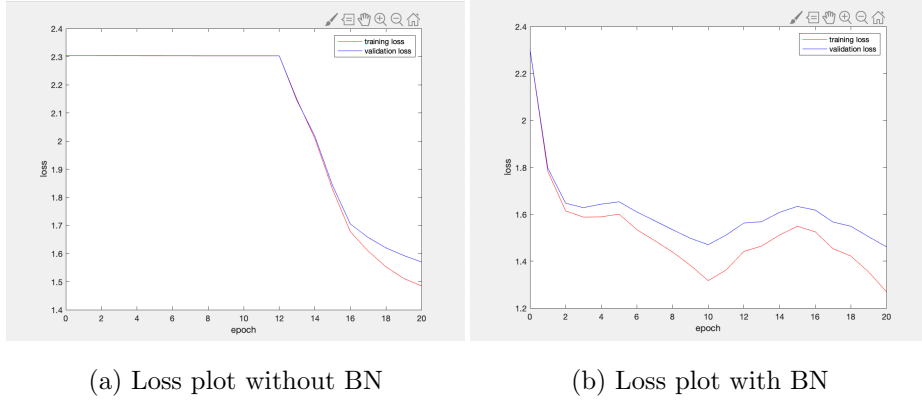 2.4
2.3
2.2
2.1
2
1.9
1.8
1.7
1.6
1.5
1.4
loss
0 2 4 6 8 10 12 14 16 18 20
epoch
training loss
validation loss
(a) Loss plot without BN
2.4
2.2
2
1.8
1.6
1.4
1.2
loss
0 2 4 6 8 10 12 14 16 18 20
epoch
training loss
validation loss
(b) Loss plot with BN